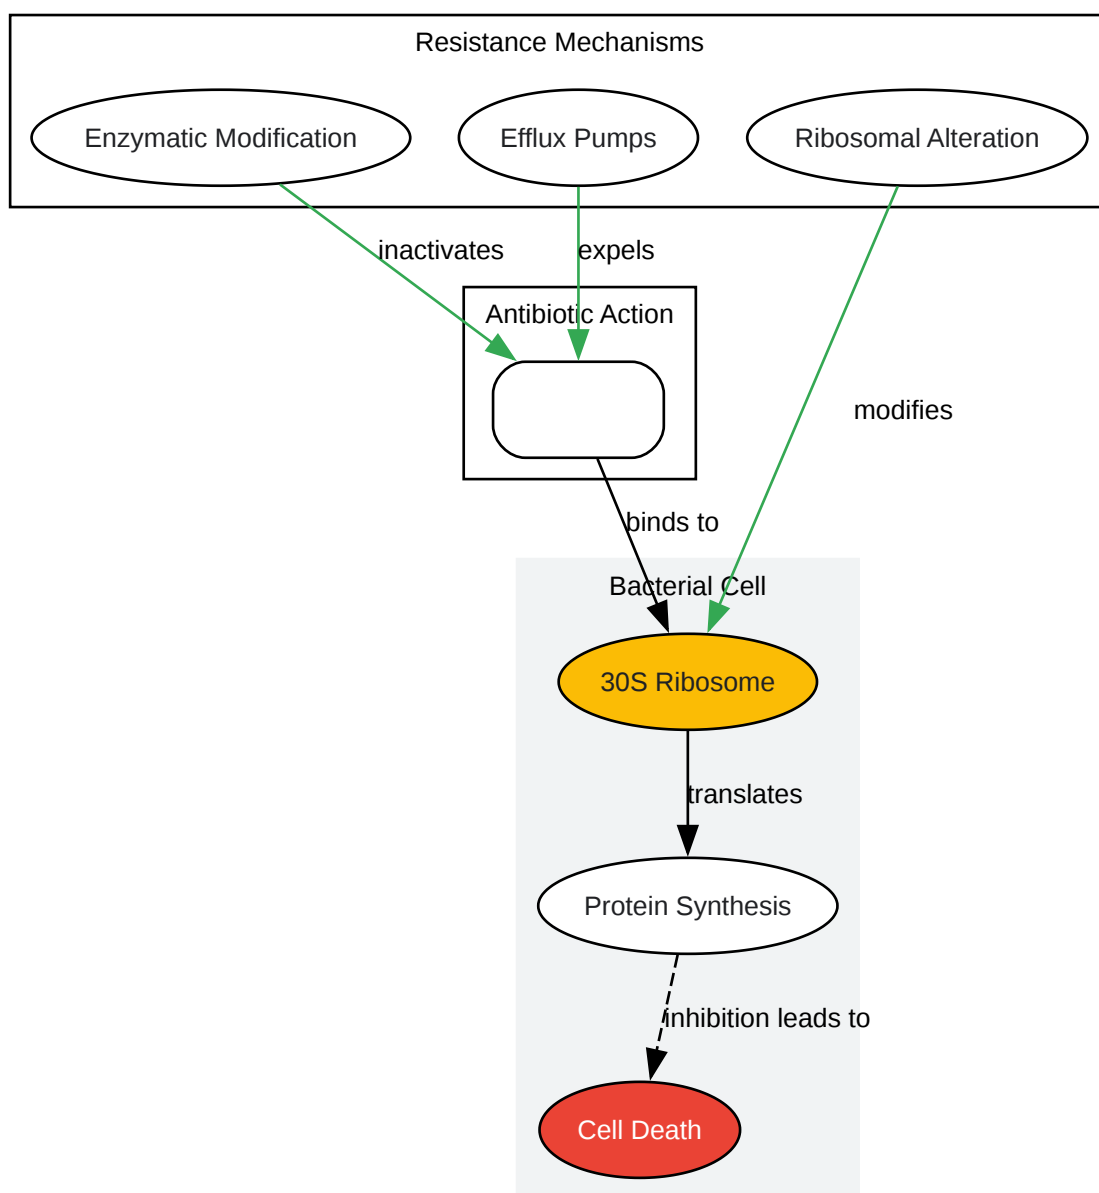 Resistance Mechanisms
Enzymatic Modification
Efflux Pumps
Ribosomal Alteration
inactivates
expels
Antibiotic Action
modifies
binds to
Bacterial Cell
30S Ribosome
translates
Protein Synthesis
inhibition leads to
Cell Death